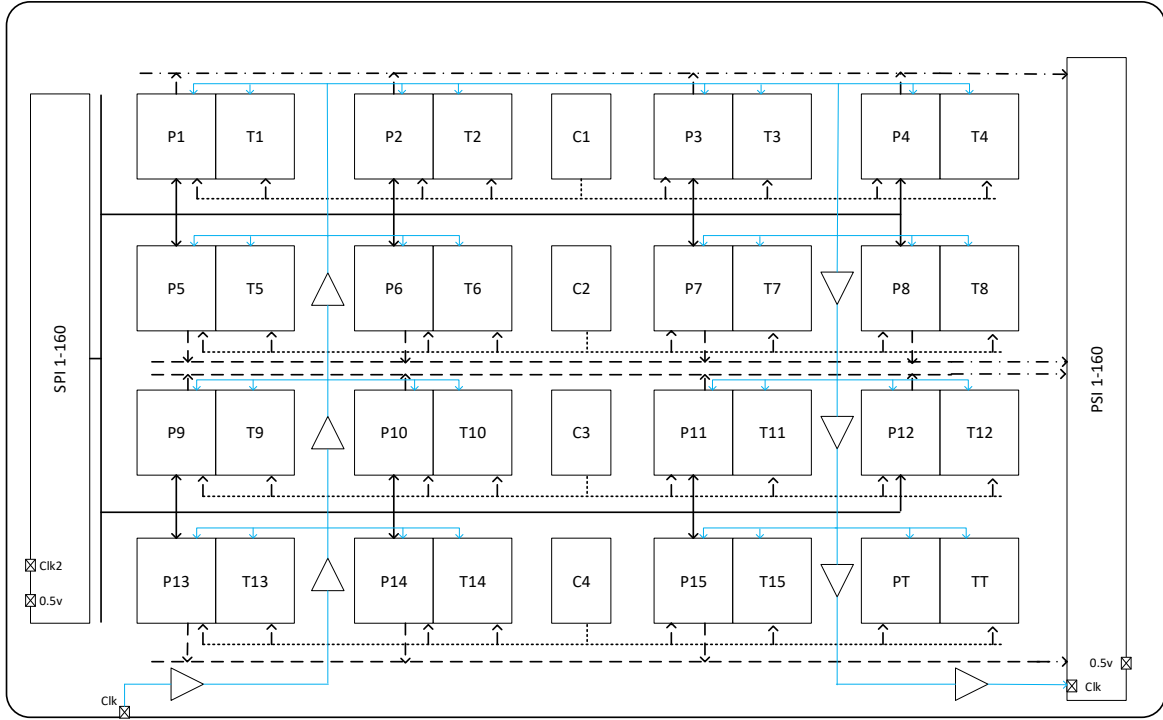 P1 T1 P2 T2 C1 P3 T3 P4 T4
P5 T5 P6 T6 C2 P7 T7 P8 T8
SPI 1-160
PSI 1-160
P9 T9 P10 T10 C3 P11 T11 P12 T12
P13 T13 P14 T14 C4 P15 T15 PT TT
Clk2
0.5v
0.5v
Clk
Clk